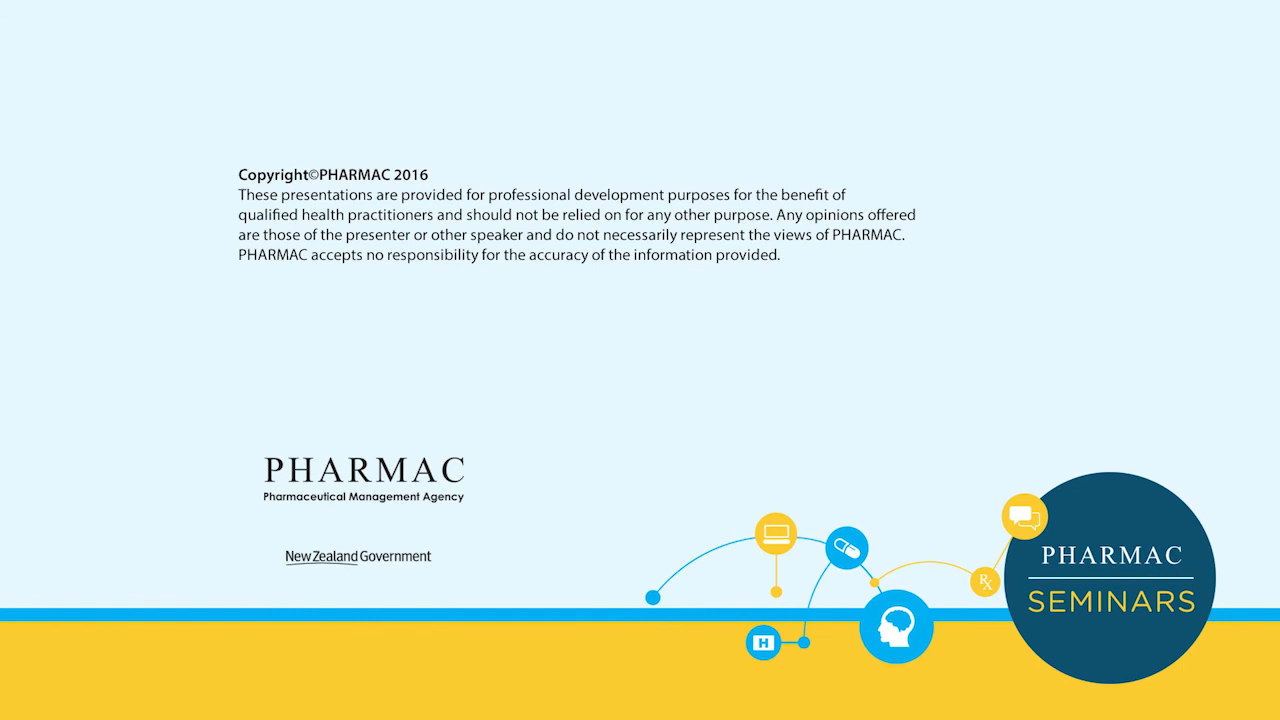 Copyright©PHARMAC 2016
These presentations are provided for professional development purposes for the benefit of
qualified health practitioners and should not be relied on for any other purpose. Any opinions offered
are those of the presenter or other speaker and do not necessarily represent the views of PHARMAC.
PHARMAC accepts no responsibility for the accuracy of the information provided.
PHARMAC
Pharmaceutical Management Agency
New Zealand Government
H
Rx
PHARMAC
SEMINARS